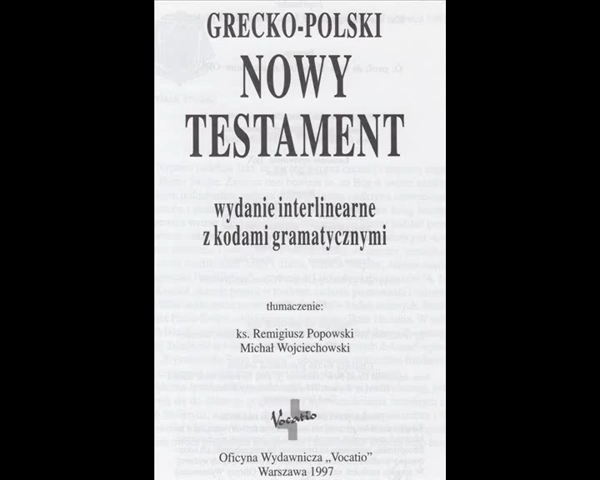 GRECKO-POLSKI
NOWY
TESTAMENT
wydanie interlinearne
z kodami gramatycznymi
tłumaczenie:
ks. Remigiusz Popowski
Michał Wojciechowski
Vocatio
Oficyna Wydawnicza „Vocatio”
Warszawa 1997